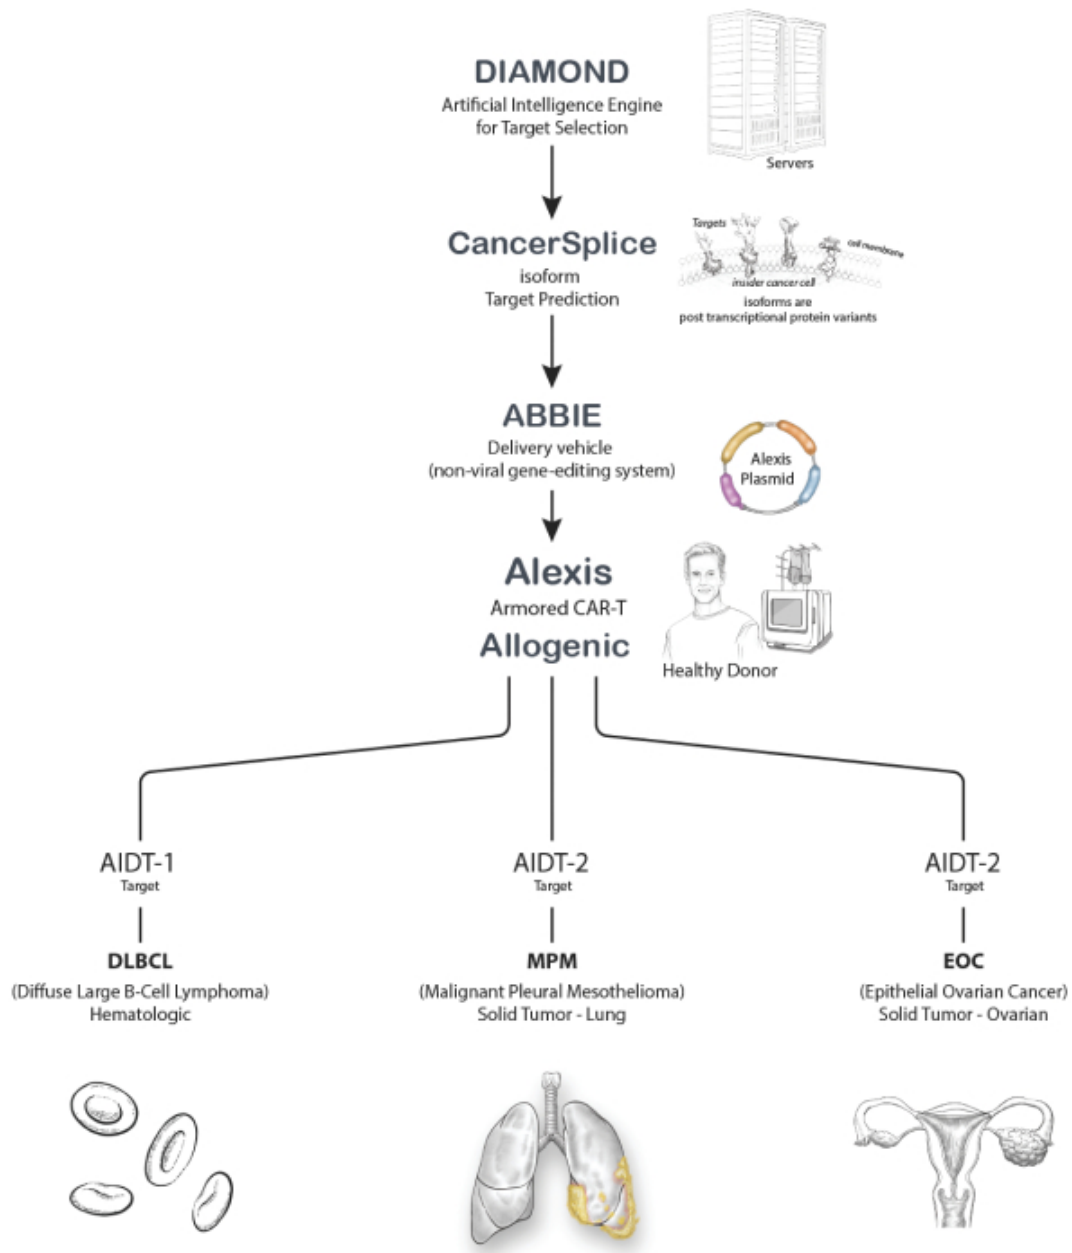 DIAMOND
Artificial Intelligence Engine
for Target Selection
Servers
CancerSplice
isoform
Target Prediction
Targets
cell membrane
insider cancer cell
isoforms are
post transcriptional protein variants
ABBIE
Delivery vehicle
(non-viral gene-editing system)
Alexis
Plasmid
Alexis
Armored CAR-T
Allogenic
Healthy Donor
AIDT-1
Target
DLBCL
(Diffuse Large B-Cell Lymphoma)
Hematologic
AIDT-2
Target
MPM
(Malignant Pleural Mesothelioma)
Solid Tumor - Lung
AIDT-2
Target
EOC
(Epithelial Ovarian Cancer)
Solid Tumor - Ovarian